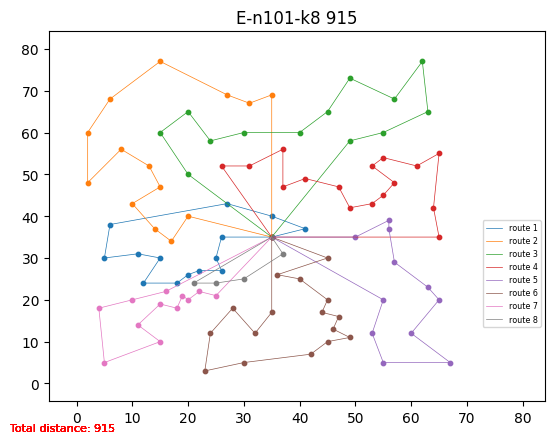 E-n101-k8 915
80
70
60
50
40
30
20
10
0
route 1
route 2
route 3
route 4
route 5
route 6
route 7
route 8
0 10 20 30 40 50 60 70 80
Total distance: 915